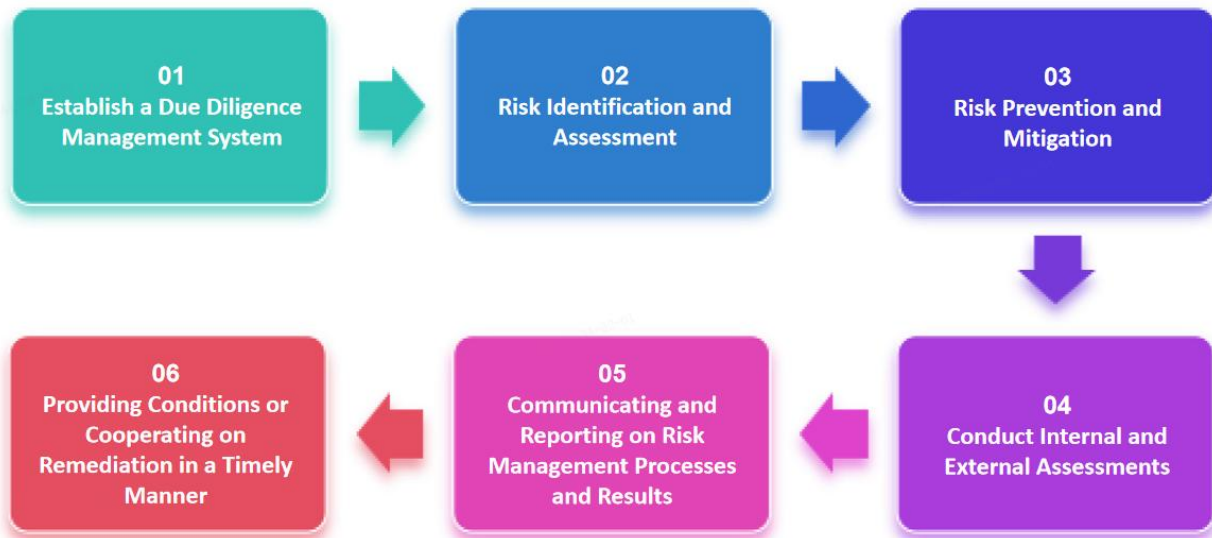 01
Establish a Due Diligence
Management System
02
Risk Identification and
Assessment
03
Risk Prevention and
Mitigation
04
Conduct Internal and
External Assessments
05
Communicating and
Reporting on Risk
Management Processes
and Results
06
Providing Conditions or
Cooperating on
Remediation in a Timely
Manner